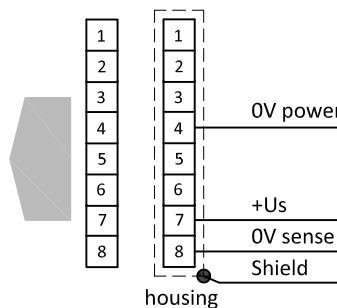 1 1
2 2
3 3
4 4 0V power
5 5
6 6
7 7 +Us
8 8 0V sense
Shield
housing